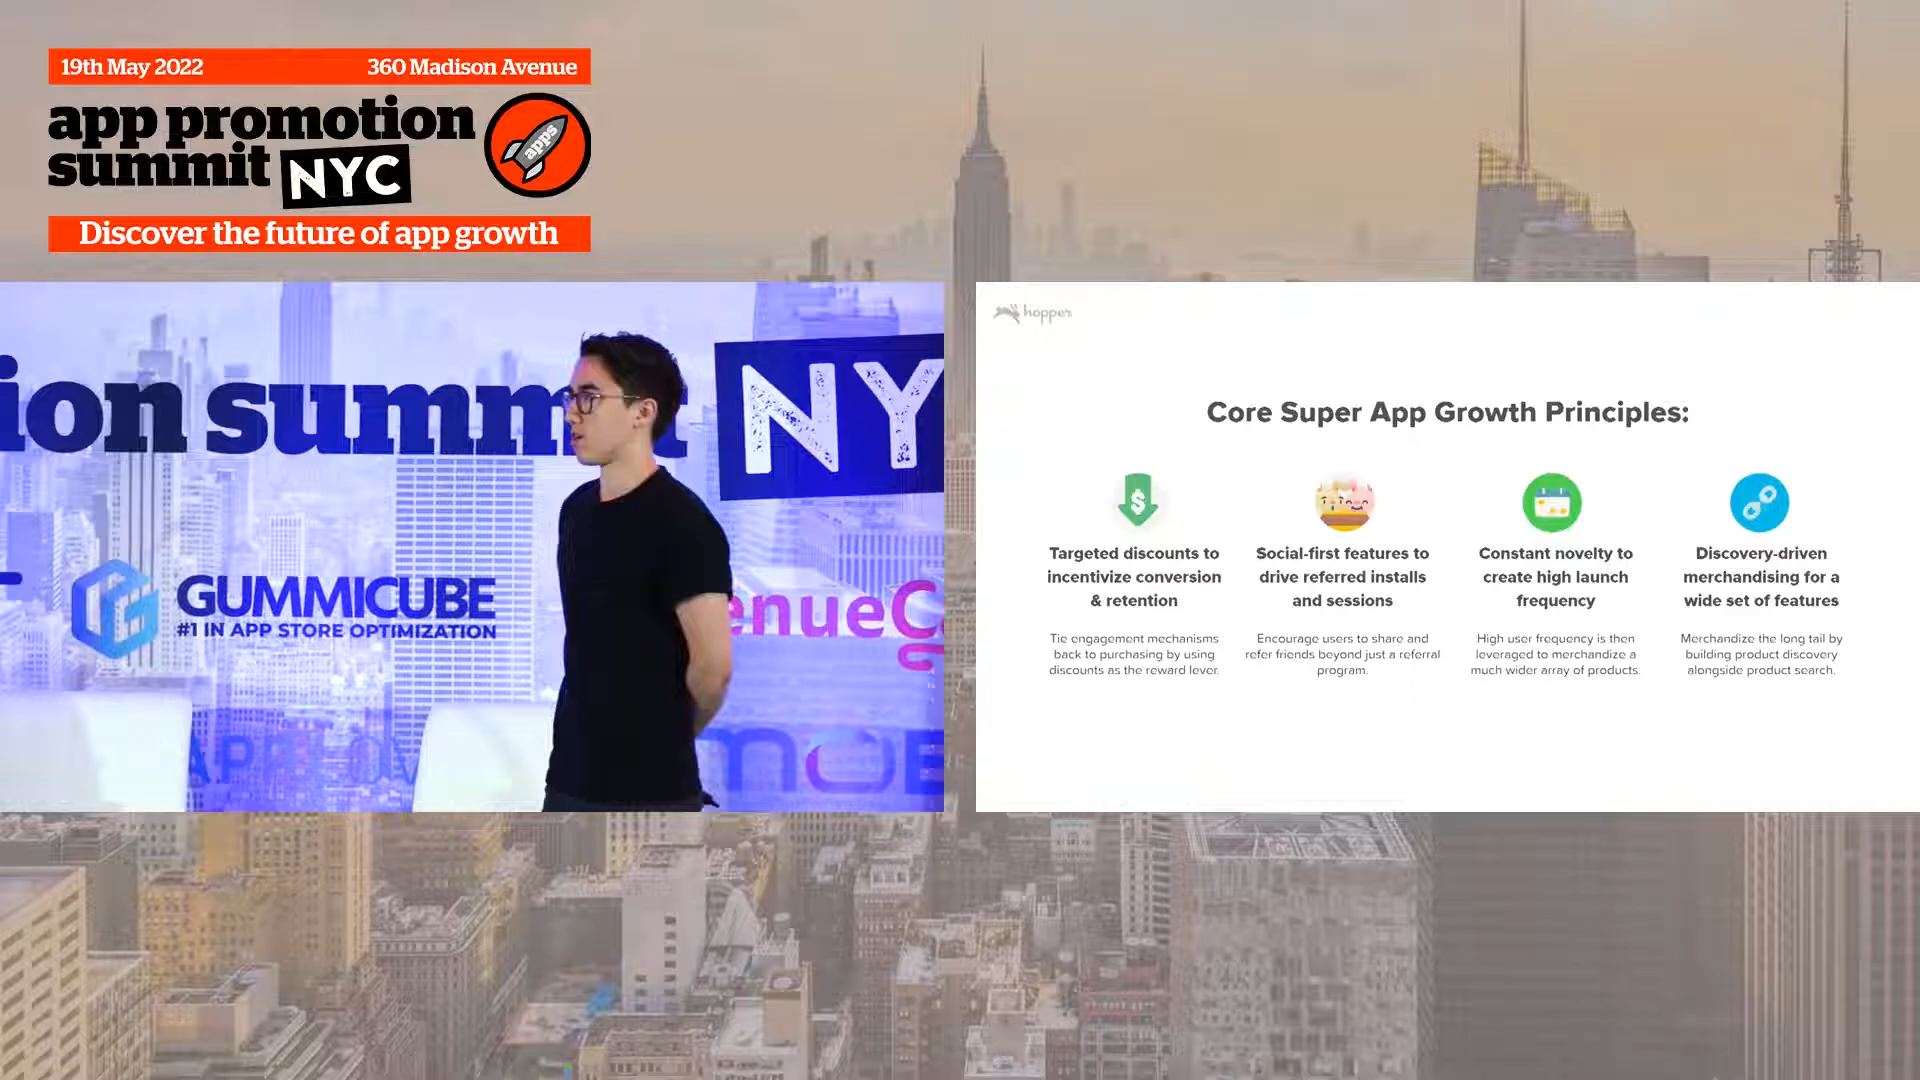 19th May 2022
360 Madison Avenue
app promotion
summit NYC
apps
Discover the future of app growth
ion summit NY
GUMMICUBE
#1 IN APP STORE OPTIMIZATION
enueC
APP LOV
MOB
hopper
Core Super App Growth Principles:
Targeted discounts to
incentivize conversion
& retention
Tie engagement mechanisms
back to purchasing by using
discounts as the reward lever.
Social-first features to
drive referred installs
and sessions
Encourage users to share and
refer friends beyond just a referral
program.
Constant novelty to
create high launch
frequency
High user frequency is then
leveraged to merchandize a
much wider array of products.
Discovery-driven
merchandising for a
wide set of features
Merchandize the long tail by
building product discovery
alongside product search.